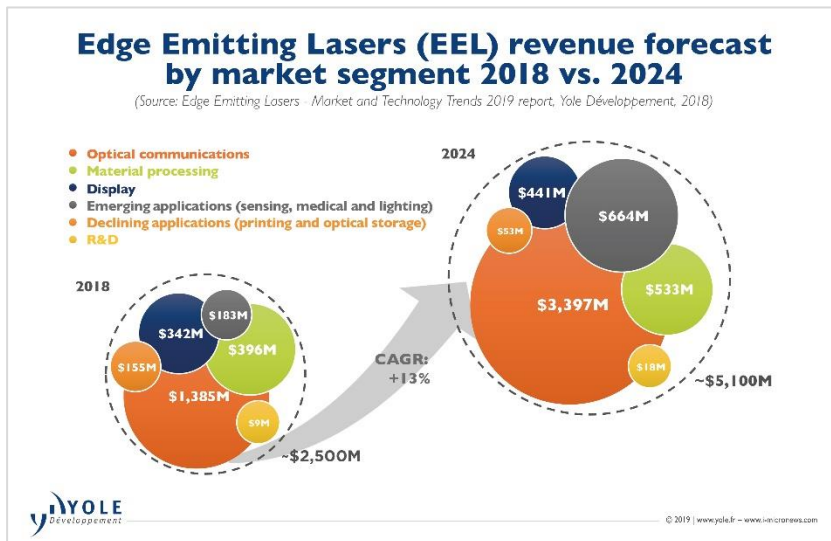 Edge Emitting Lasers (EEL) revenue forecast
by market segment 2018 vs. 2024
(Source: Edge Emitting Lasers - Market and Technology Trends 2019 report, Yole Développement, 2018)
Optical communications
Material processing
Display
Emerging applications (sensing, medical and lighting)
Declining applications (printing and optical storage)
R&D
2024
$441M
$664M
$53M
$3,397M
$533M
$18M
~$5,100M
2018
$183M
$342M
$396M
$155M
$1,385M
$9M
~$2,500M
CAGR:
+13%
YOLE
Développement
© 2019 | www.yole.fr – www.i-micronews.com